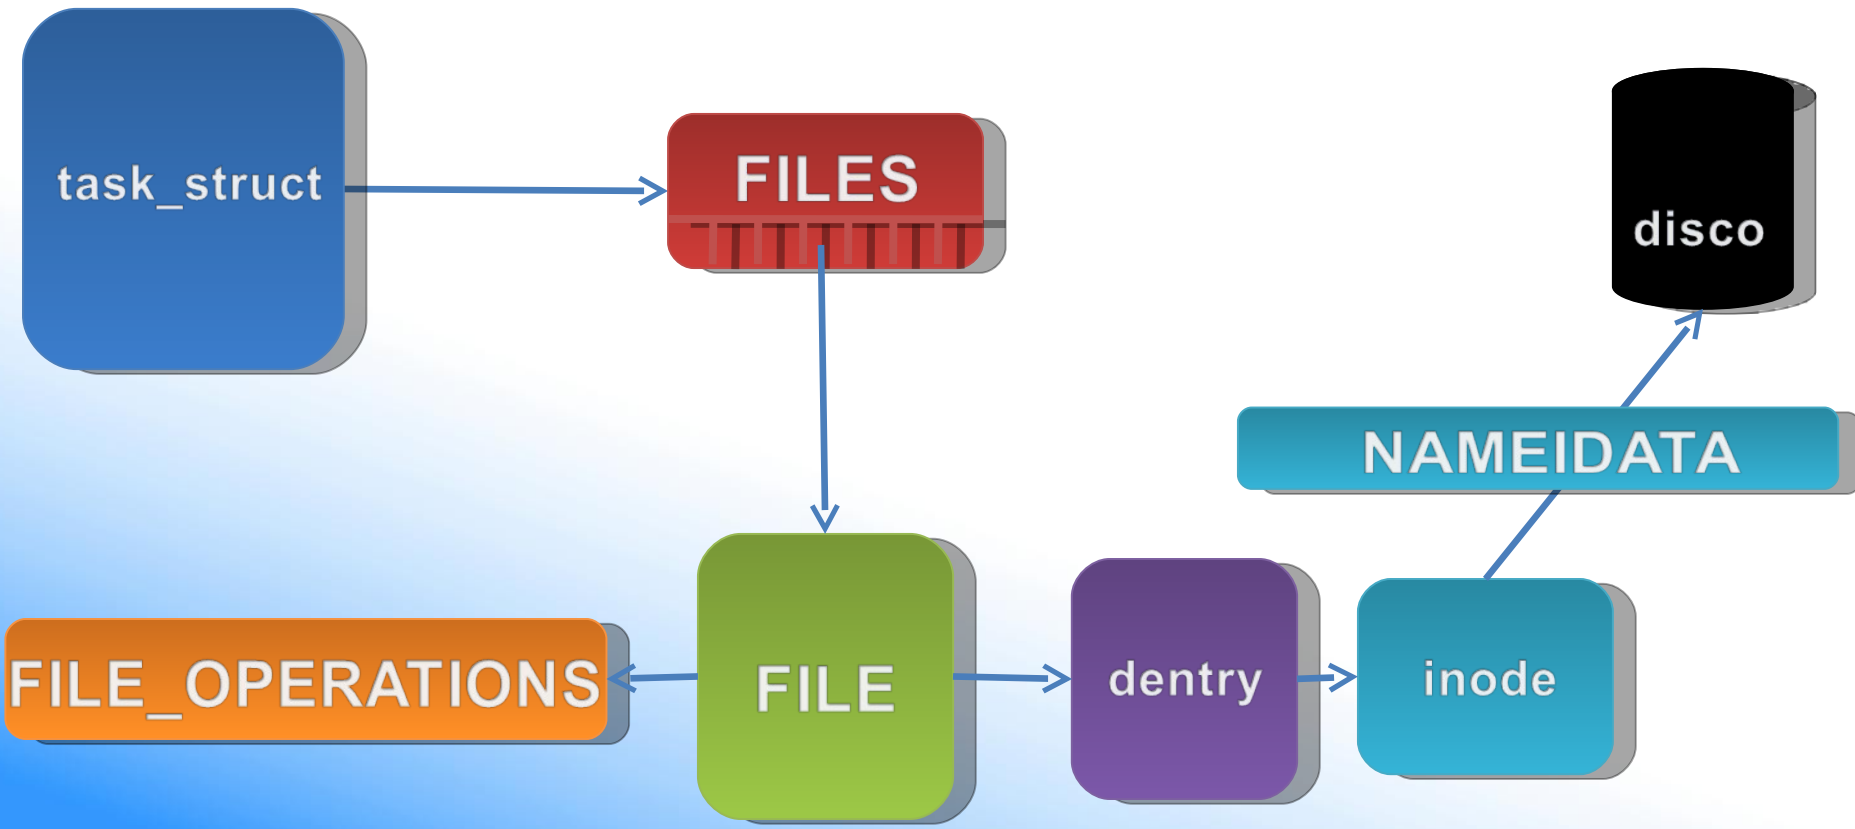 task_struct
FILES
disco
NAMEIDATA
FILE_OPERATIONS
FILE
dentry
inode